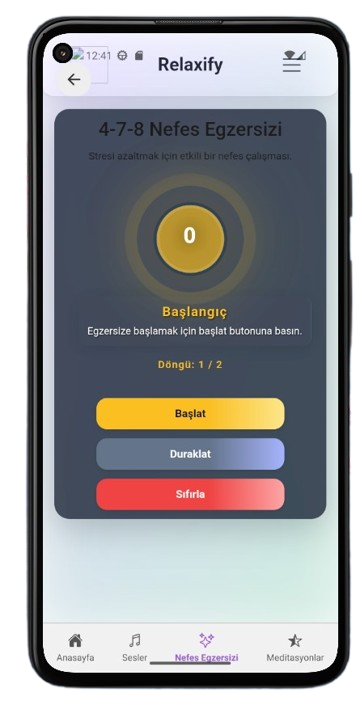 12:41
Relaxify
4-7-8 Nefes Egzersizi
Stresi azaltmak için etkili bir nefes çalışması.
0
Başlangıç
Egzersize başlamak için başlat butonuna basın.
Döngü: 1 / 2
Başlat
Duraklat
Sıfırla
Anasayfa Sesler Nefes Egzersizi Meditasyonlar